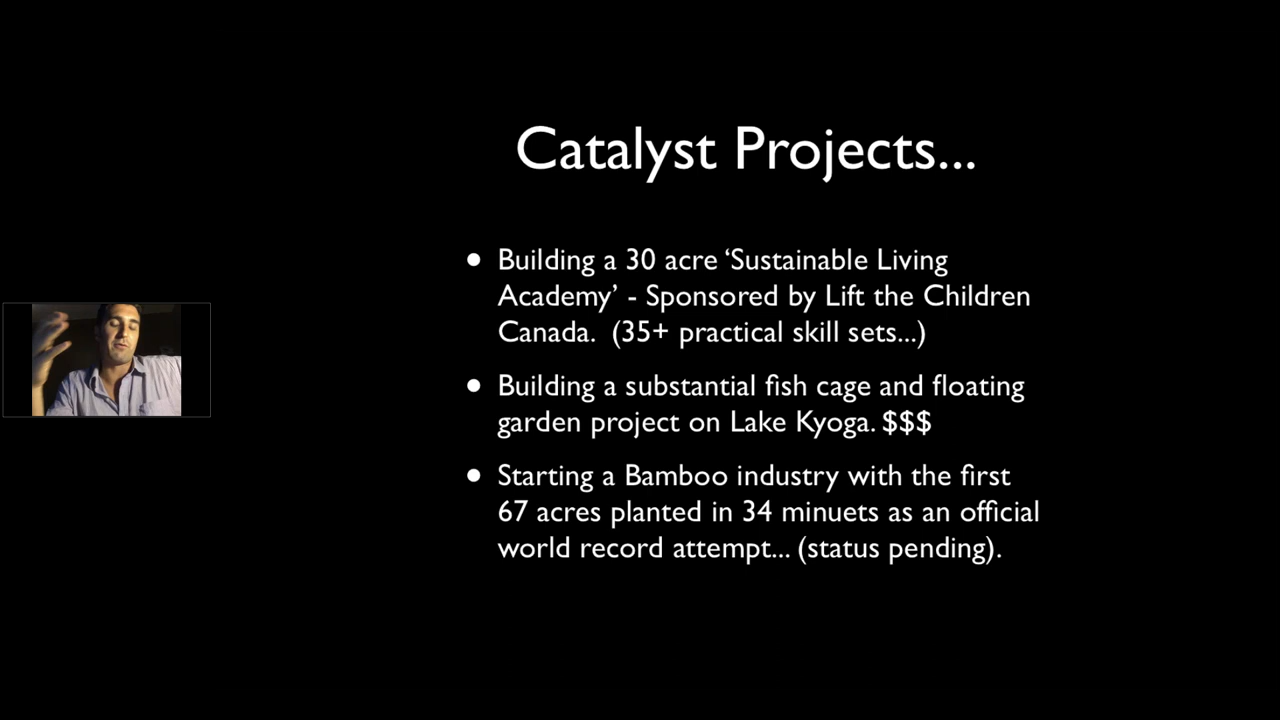 Catalyst Projects...
• Building a 30 acre ‘Sustainable Living
Academy’ - Sponsored by Lift the Children
Canada.  (35+ practical skill sets...)
• Building a substantial fish cage and floating
garden project on Lake Kyoga. $$$
• Starting a Bamboo industry with the first
67 acres planted in 34 minuets as an official
world record attempt... (status pending).